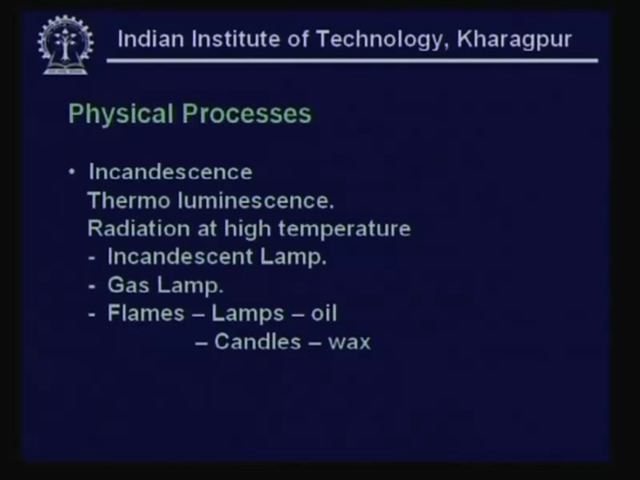 Indian Institute of Technology, Kharagpur
Physical Processes
• Incandescence
Thermo luminescence.
Radiation at high temperature
- Incandescent Lamp.
- Gas Lamp.
- Flames – Lamps – oil
– Candles – wax